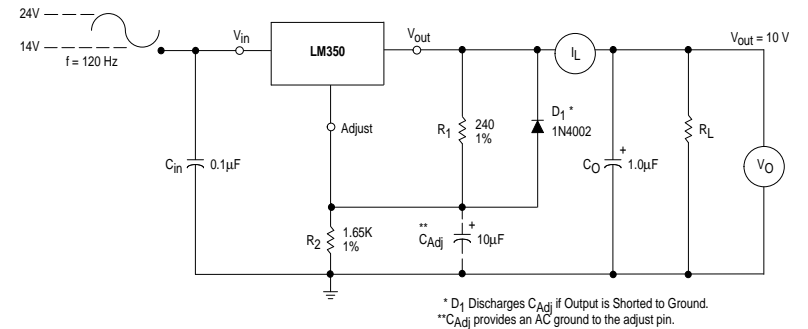 24V
14V
f = 120 Hz
Vin
LM350
Vout
IL
Vout = 10 V
Adjust
R1
240
1%
D1 *
1N4002
RL
Cin
0.1µF
CO
+
1.0µF
VO
R2
1.65K
1%
**
CAdj
+
10µF
* D1 Discharges CAdj if Output is Shorted to Ground.
**CAdj provides an AC ground to the adjust pin.